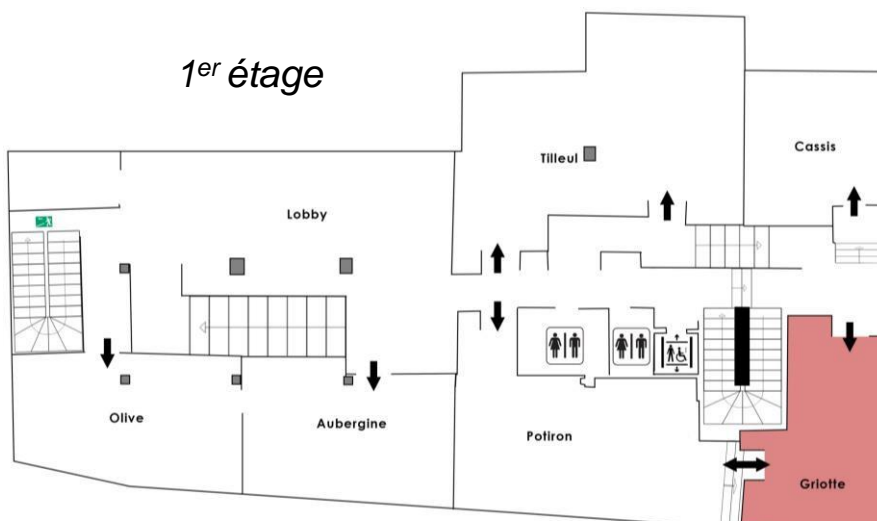 1er étage
Cassis
Tilleul
Lobby
Olive
Aubergine
Potiron
Griotte